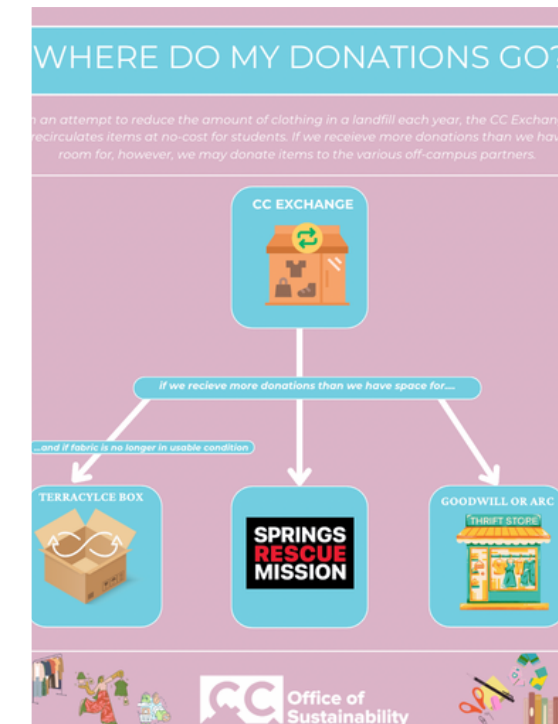 WHERE DO MY DONATIONS GO?
n an attempt to reduce the amount of clothing in a landfill each year, the CC Exchan
recirculates items at no-cost for students. If we receieve more donations than we hav
room for, however, we may donate items to the various off-campus partners.
CC EXCHANGE
if we recieve more donations than we have space for....
...and if fabric is no longer in usable condition
TERRACYLCE BOX
SPRINGS
RESCUE
MISSION
GOODWILL OR ARC
THRIFT STORE
CC
Office of
Sustainability